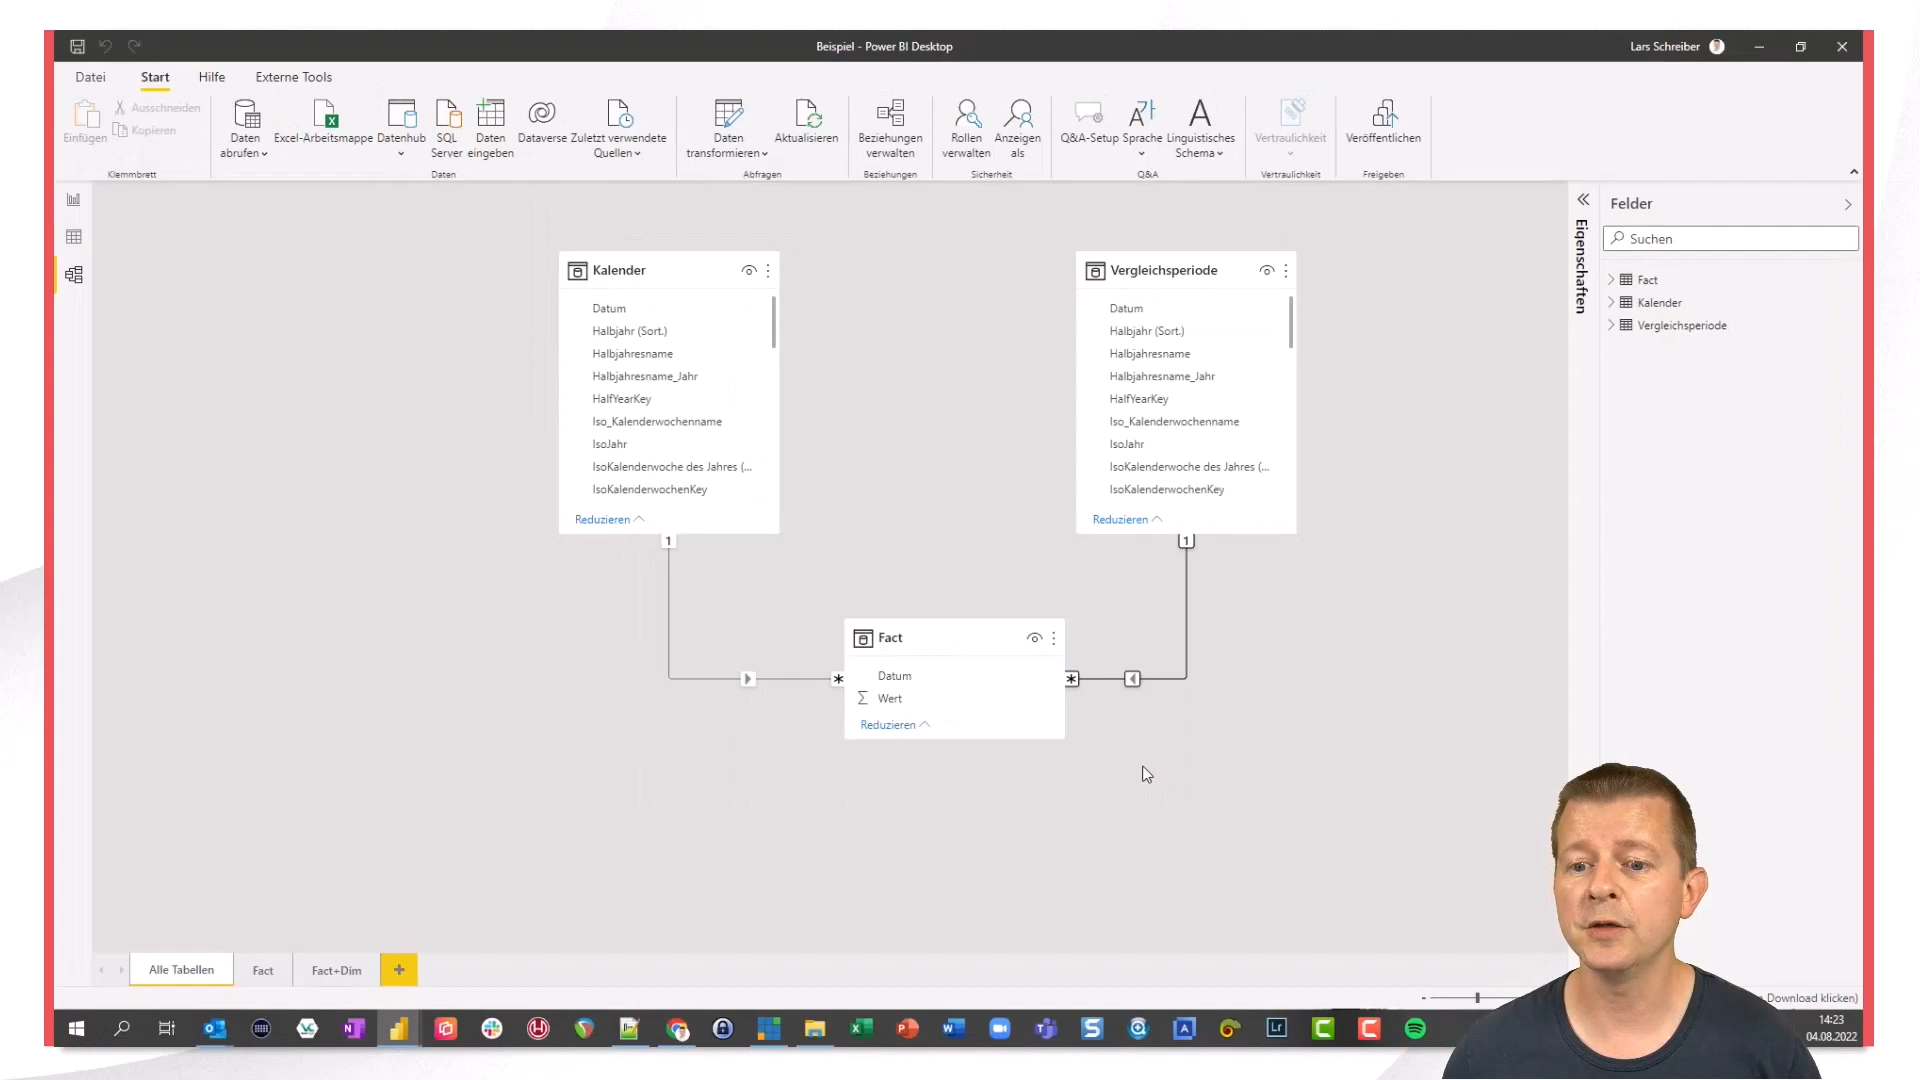 Beispiel - Power BI Desktop
Lars Schreiber
Datei Start Hilfe Externe Tools
Einfügen
Ausschneiden
Kopieren
Klemmbrett
Daten abrufen
Excel-Arbeitsmappe
Datenhub
SQL Server
Daten eingeben
Dataverse
Zuletzt verwendete Quellen
Daten
Daten transformieren
Aktualisieren
Abfragen
Beziehungen verwalten
Beziehungen
Rollen verwalten
Anzeigen als
Sicherheit
Q&A-Setup
Sprache
Linguistisches Schema
Q&A
Vertraulichkeit
Vertraulichkeit
Veröffentlichen
Freigeben
Kalender
Datum
Halbjahr (Sort.)
Halbjahresname
Halbjahresname_Jahr
HalfYearKey
Iso_Kalenderwochenname
IsoJahr
IsoKalenderwoche des Jahres (...
IsoKalenderwochenKey
Reduzieren
1
Vergleichsperiode
Datum
Halbjahr (Sort.)
Halbjahresname
Halbjahresname_Jahr
HalfYearKey
Iso_Kalenderwochenname
IsoJahr
IsoKalenderwoche des Jahres (...
IsoKalenderwochenKey
Reduzieren
1
Fact
Datum
∑ Wert
Reduzieren
*
*
Eigenschaften
Felder
Suchen
Fact
Kalender
Vergleichsperiode
Alle Tabellen
Fact
Fact+Dim
+
Download klicken)
14:23
04.08.2022